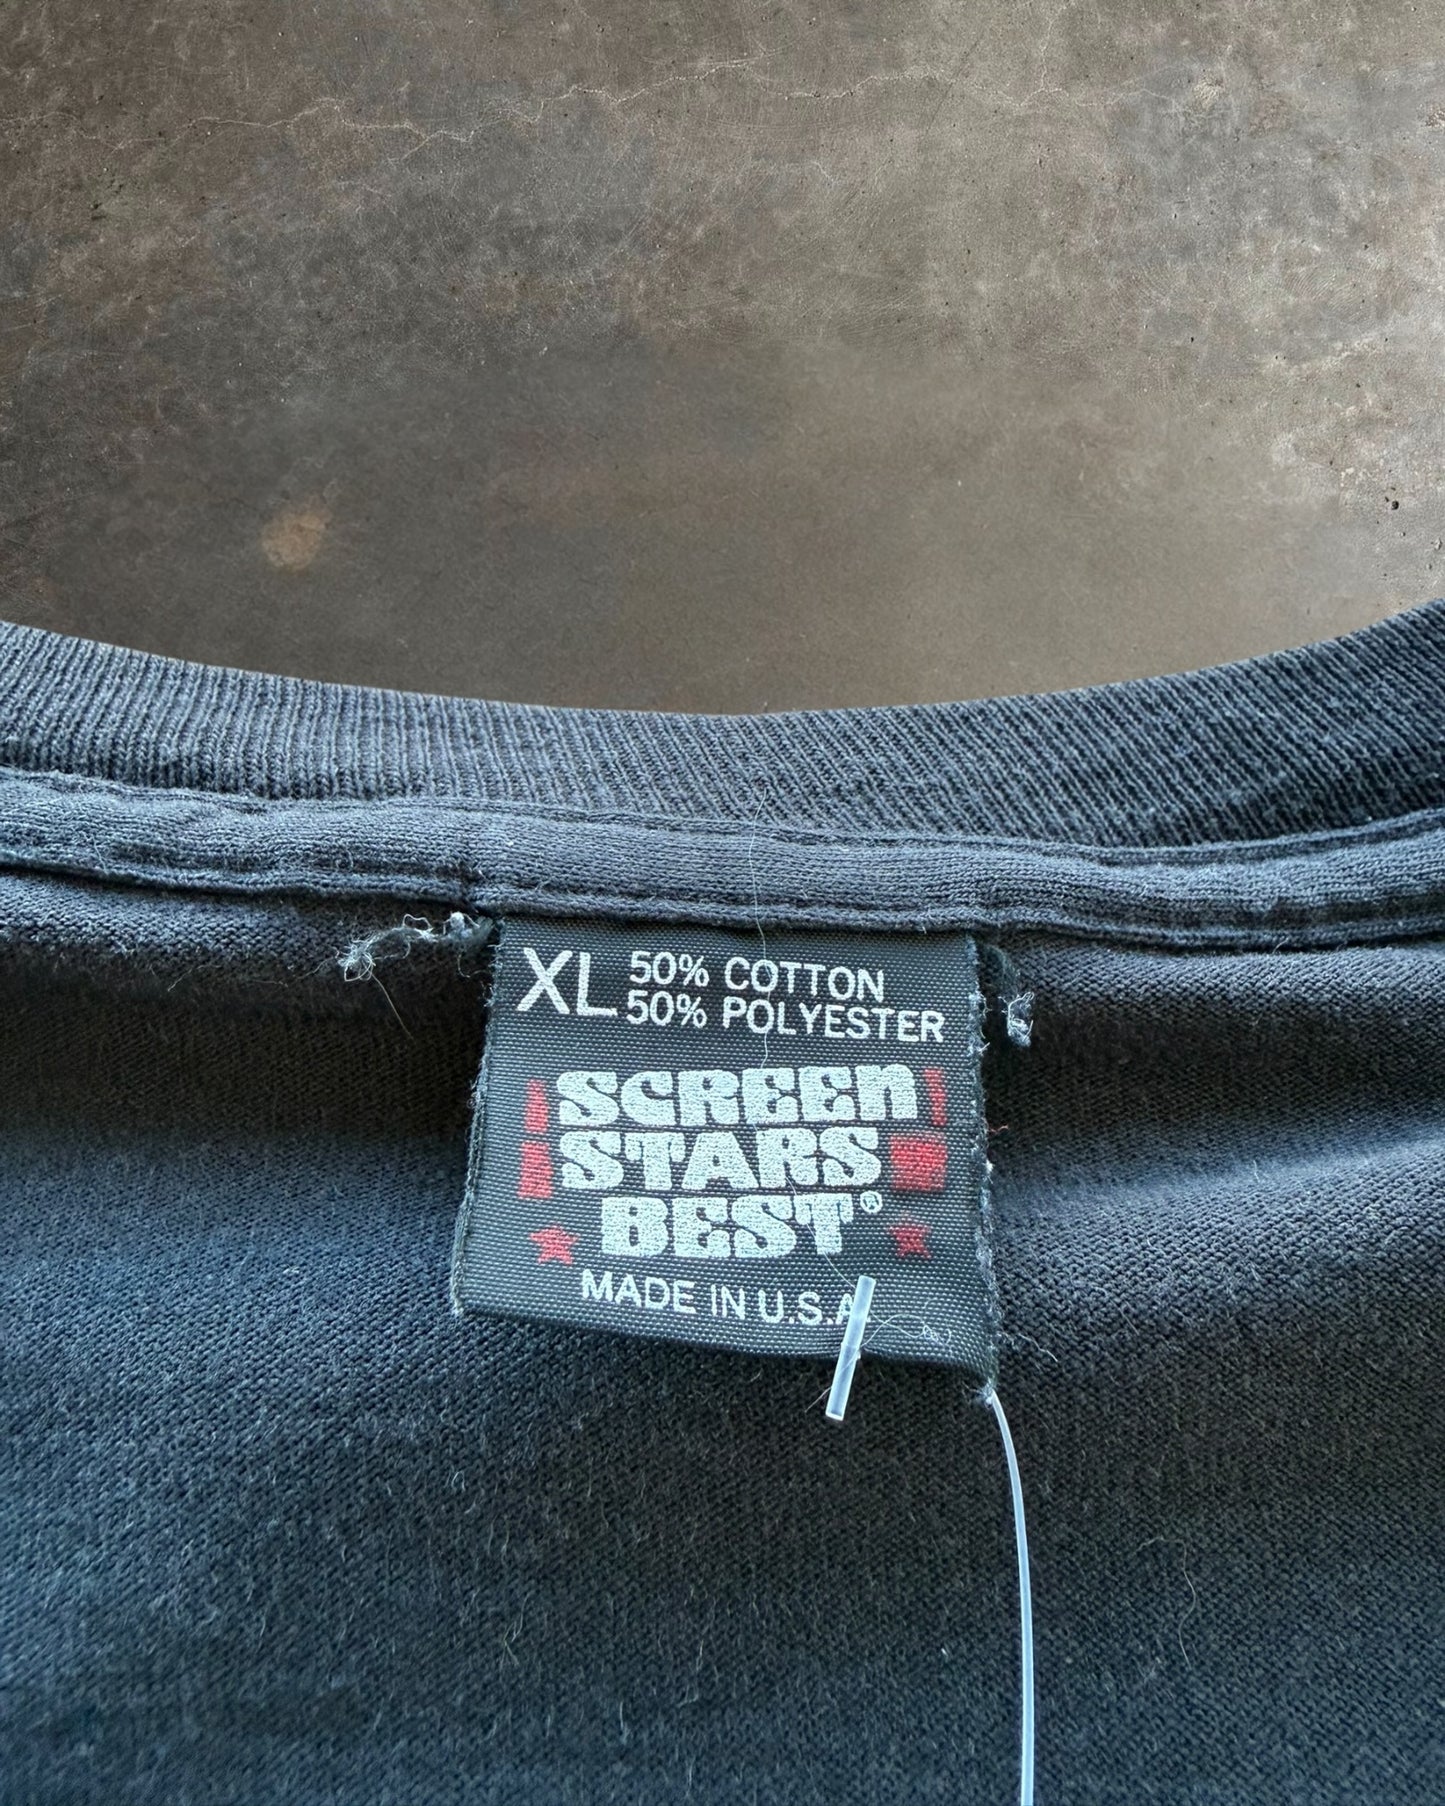 XL 50% COTTON
50% POLYESTER
SCREEN
STARS
BEST®
MADE IN U.S.A.